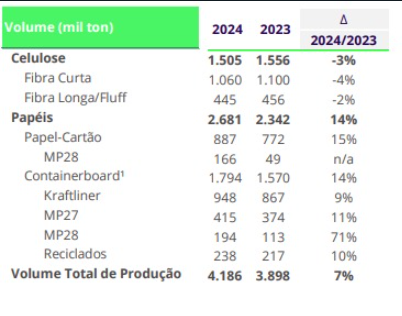 Volume (mil ton) 2024 2023 Δ 2024/2023
Celulose 1.505 1.556 -3%
Fibra Curta 1.060 1.100 -4%
Fibra Longa/Fluff 445 456 -2%
Papéis 2.681 2.342 14%
Papel-Cartão 887 772 15%
MP28 166 49 n/a
Containerboard¹ 1.794 1.570 14%
Kraftliner 948 867 9%
MP27 415 374 11%
MP28 194 113 71%
Reciclados 238 217 10%
Volume Total de Produção 4.186 3.898 7%